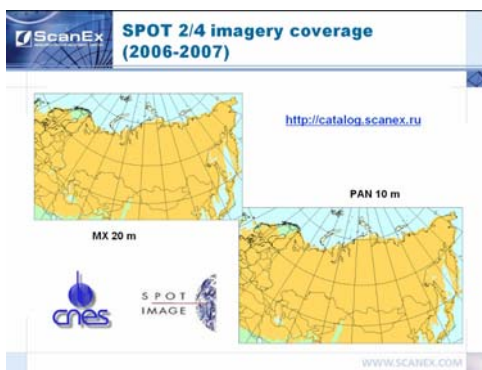 ScanEx
SPOT 2/4 imagery coverage
(2006-2007)
http://catalog.scanex.ru
PAN 10 m
MX 20 m
cnes
SPOT
IMAGE
WWW.SCANEX.COM